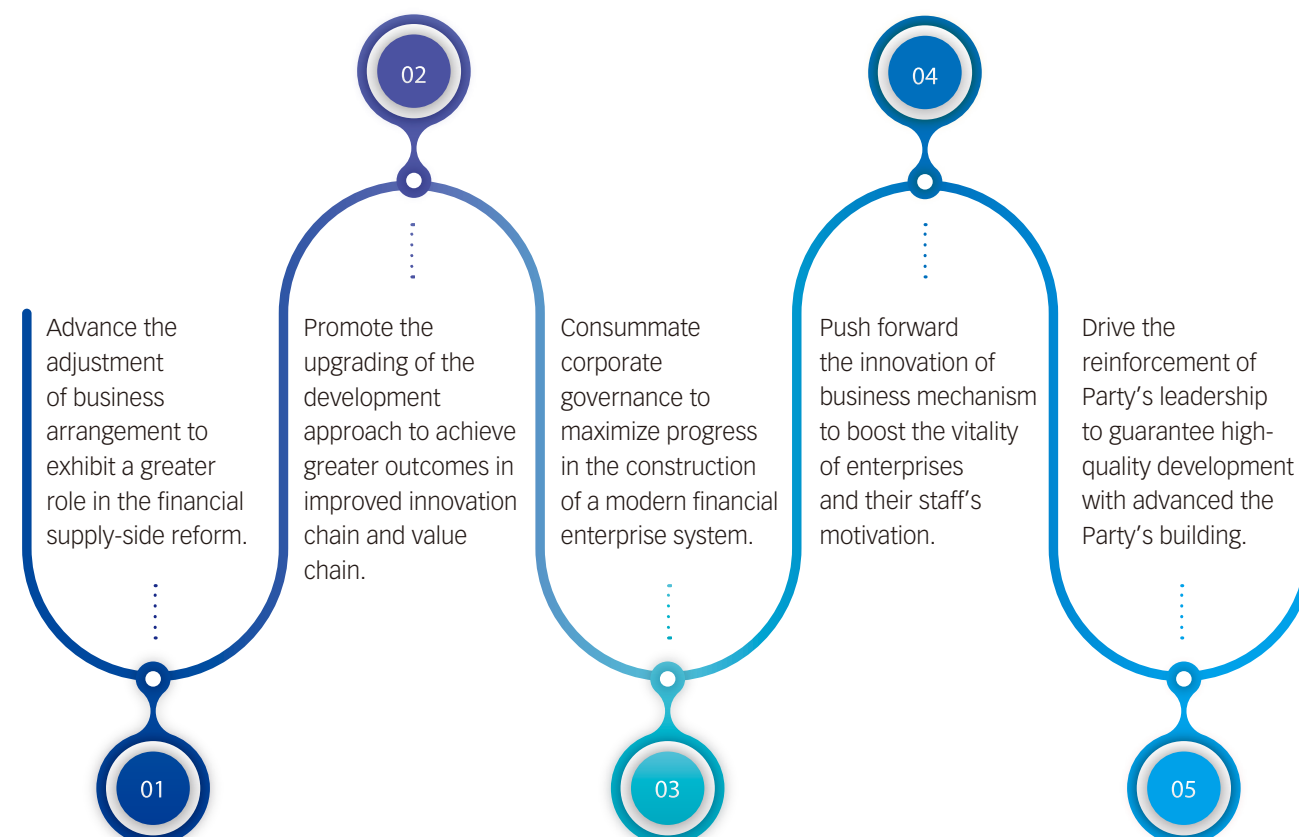 01
Advance the
adjustment
of business
arrangement to
exhibit a greater
role in the financial
supply-side reform.
02
Promote the
upgrading of the
development
approach to achieve
greater outcomes in
improved innovation
chain and value
chain.
03
Consummate
corporate
governance to
maximize progress
in the construction
of a modern financial
enterprise system.
04
Push forward
the innovation of
business mechanism
to boost the vitality
of enterprises
and their staff's
motivation.
05
Drive the
reinforcement of
Party's leadership
to guarantee high-
quality development
with advanced the
Party's building.